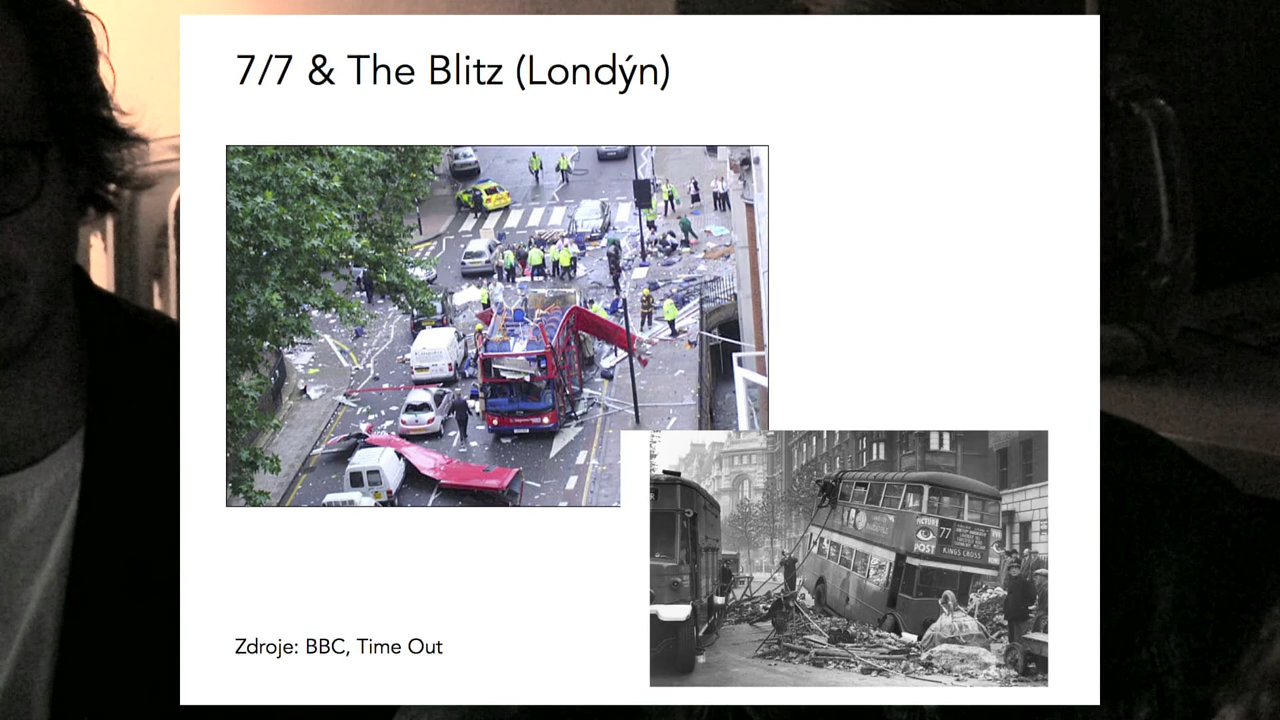 7/7 & The Blitz (Londýn)
PICTURE
POST
77
KINGS CROSS
Zdroje: BBC, Time Out